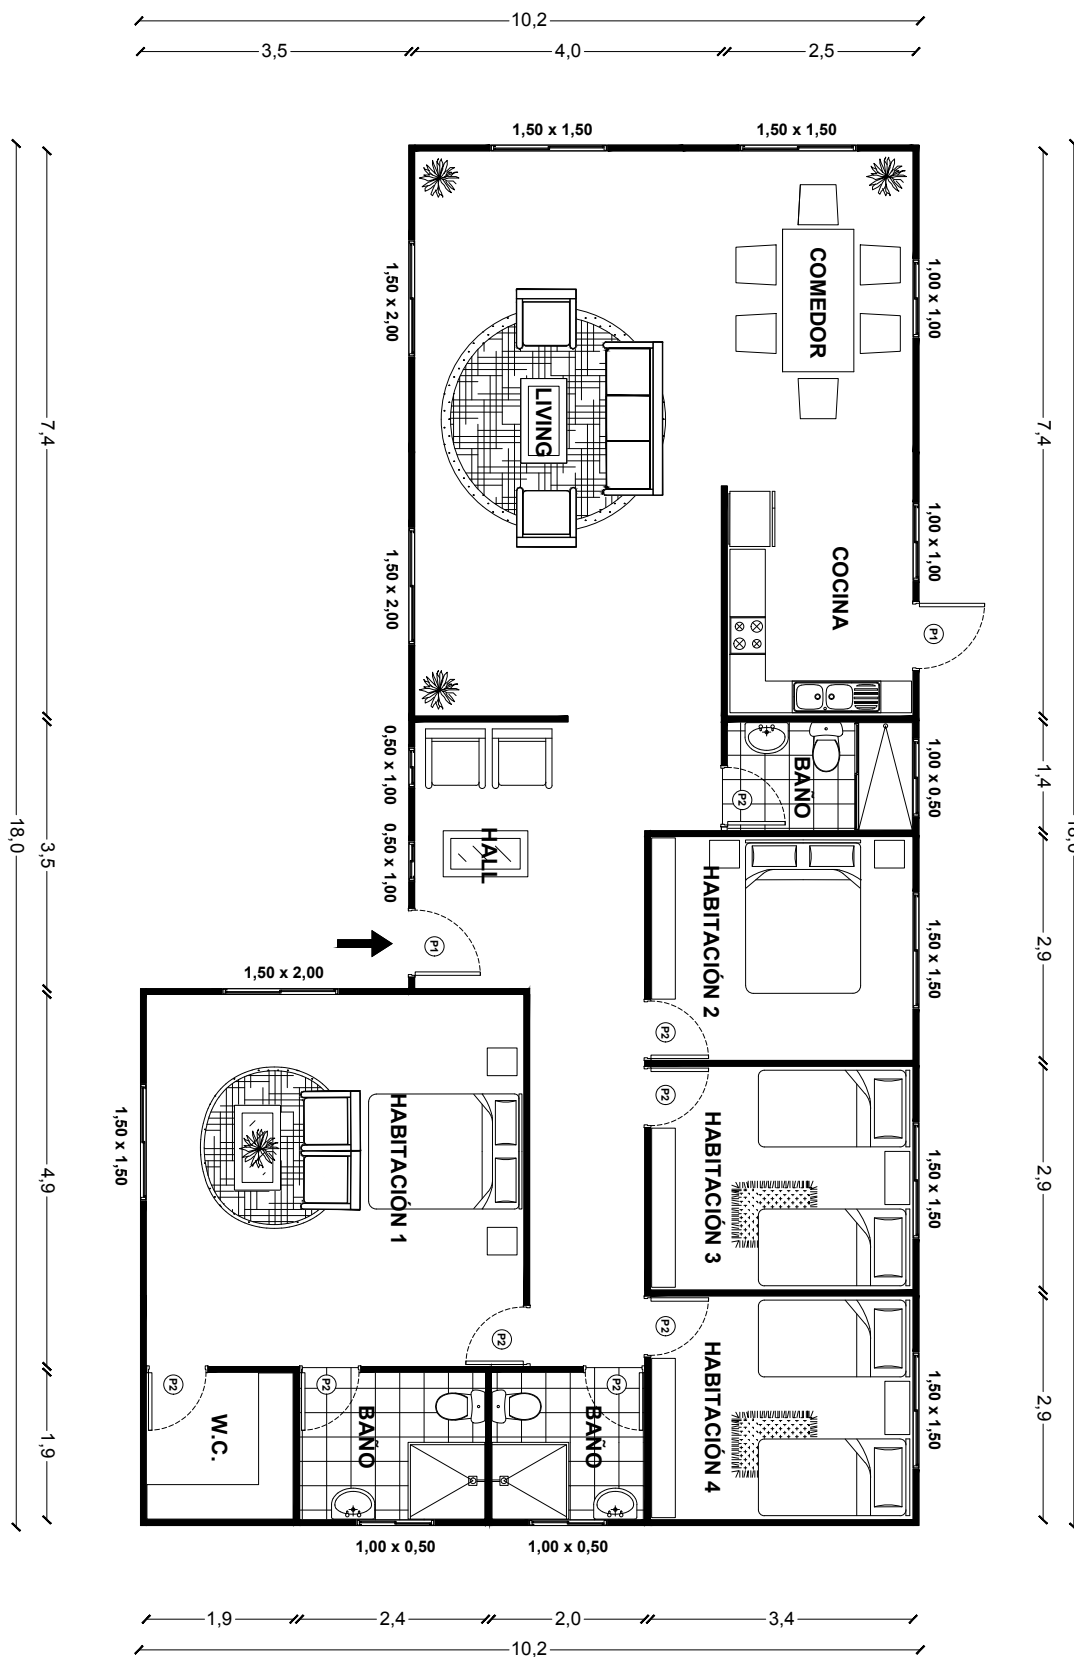 10,2
3,5
4,0
2,5
1,50 x 1,50
1,50 x 1,50
1,50 x 2,00
COMEDOR
1,00 x 1,00
LIVING
7,4
7,4
1,50 x 2,00
COCINA
1,00 x 1,00
P1
0,50 x 1,00
BAÑO
1,00 x 0,50
1,4
P2
18,0
3,5
0,50 x 1,00
HALL
P1
HABITACIÓN 2
1,50 x 1,50
2,9
1,50 x 2,00
P2
P2
1,50 x 1,50
HABITACIÓN 1
HABITACIÓN 3
1,50 x 1,50
4,9
2,9
P2
P2
HABITACIÓN 4
1,50 x 1,50
2,9
P2
P2
P2
W.C.
BAÑO
BAÑO
1,9
1,00 x 0,50
1,00 x 0,50
1,9
2,4
2,0
3,4
10,2